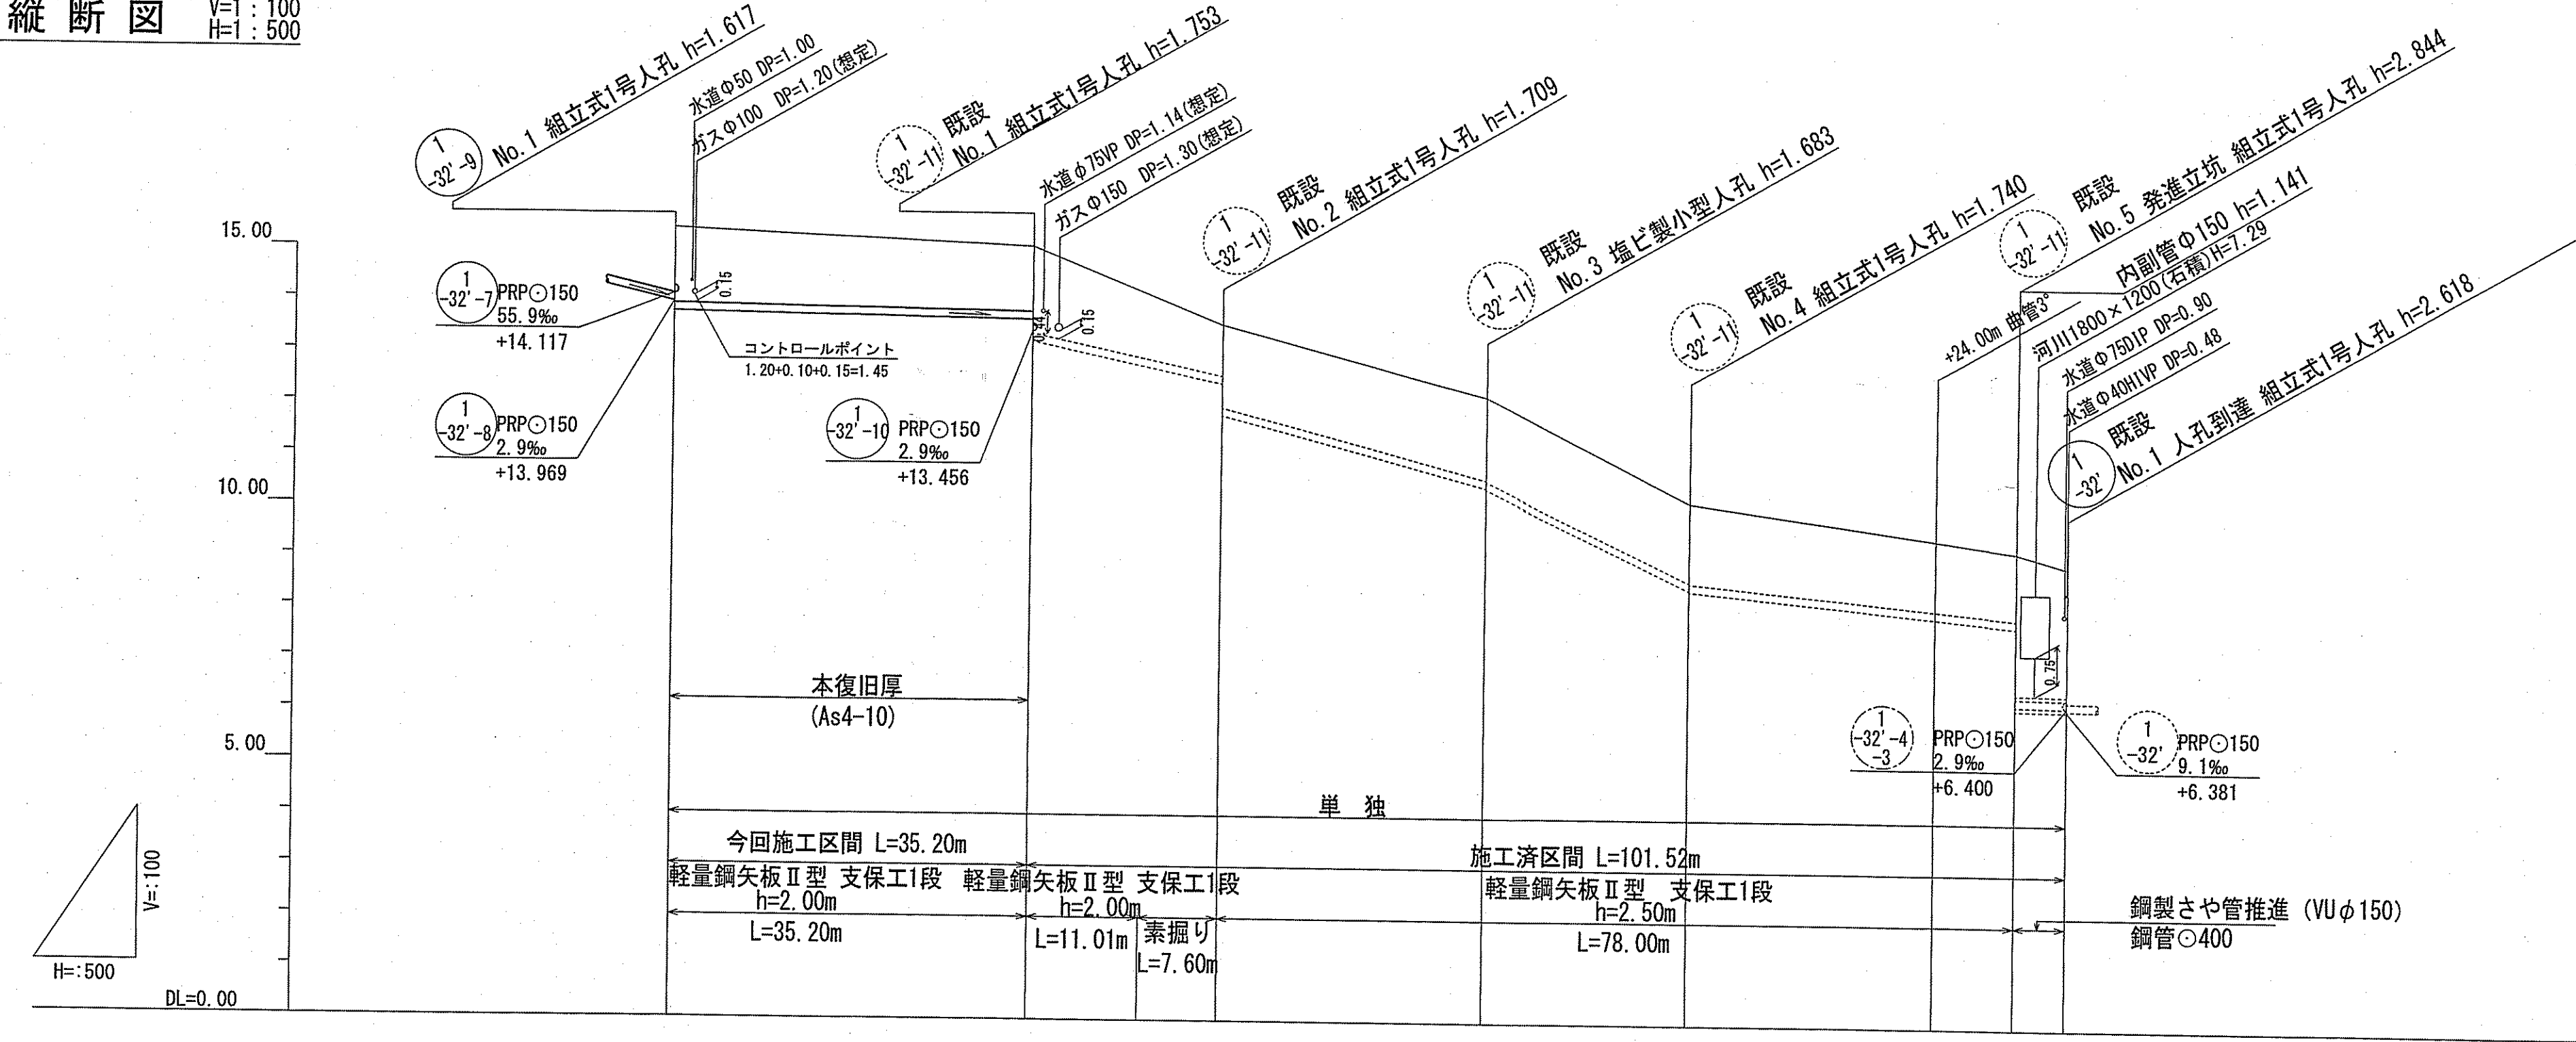 縦断図
V=1:100
H=1:500
1
-32'-9
No.1 組立式1号人孔 h=1.617
水道Φ50 DP=1.00
ガスΦ100 DP=1.20(想定)
1
-32'-11
既設
No.1 組立式1号人孔 h=1.753
水道φ75VP DP=1.14(想定)
ガスΦ150 DP=1.30(想定)
1
-32'-11
既設
No.2 組立式1号人孔 h=1.709
1
-32'-11
既設
No.3 塩ビ製小型人孔 h=1.683
1
-32'-11
既設
No.4 組立式1号人孔 h=1.740
1
-32'-11
既設
No.5 発進立坑 組立式1号人孔 h=2.844
内副管Φ150 h=1.141
+24.00m 曲管3°
河川1800×1200(石積)H=7.29
水道Φ75DIP DP=0.90
水道Φ40HIVP DP=0.48
1
-32'
既設
No.1 人孔到達 組立式1号人孔 h=2.618
15.00
10.00
5.00
DL=0.00
1
-32'-7
PRP⊙150
55.9‰
+14.117
0.15
コントロールポイント
1.20+0.10+0.15=1.45
1
-32'-8
PRP⊙150
2.9‰
+13.969
1
-32'-10
PRP⊙150
2.9‰
+13.456
0.15
本復旧厚
(As4-10)
0.75
1
-32'-4
-3
PRP⊙150
2.9‰
+6.400
1
-32'
PRP⊙150
9.1‰
+6.381
単 独
今回施工区間 L=35.20m
施工済区間 L=101.52m
軽量鋼矢板Ⅱ型 支保工1段
h=2.00m
L=35.20m
軽量鋼矢板Ⅱ型 支保工1段
h=2.00m
L=11.01m
素掘り
L=7.60m
軽量鋼矢板Ⅱ型 支保工1段
h=2.50m
L=78.00m
鋼製さや管推進 (VUφ150)
鋼管⊙400
V=:100
H=:500